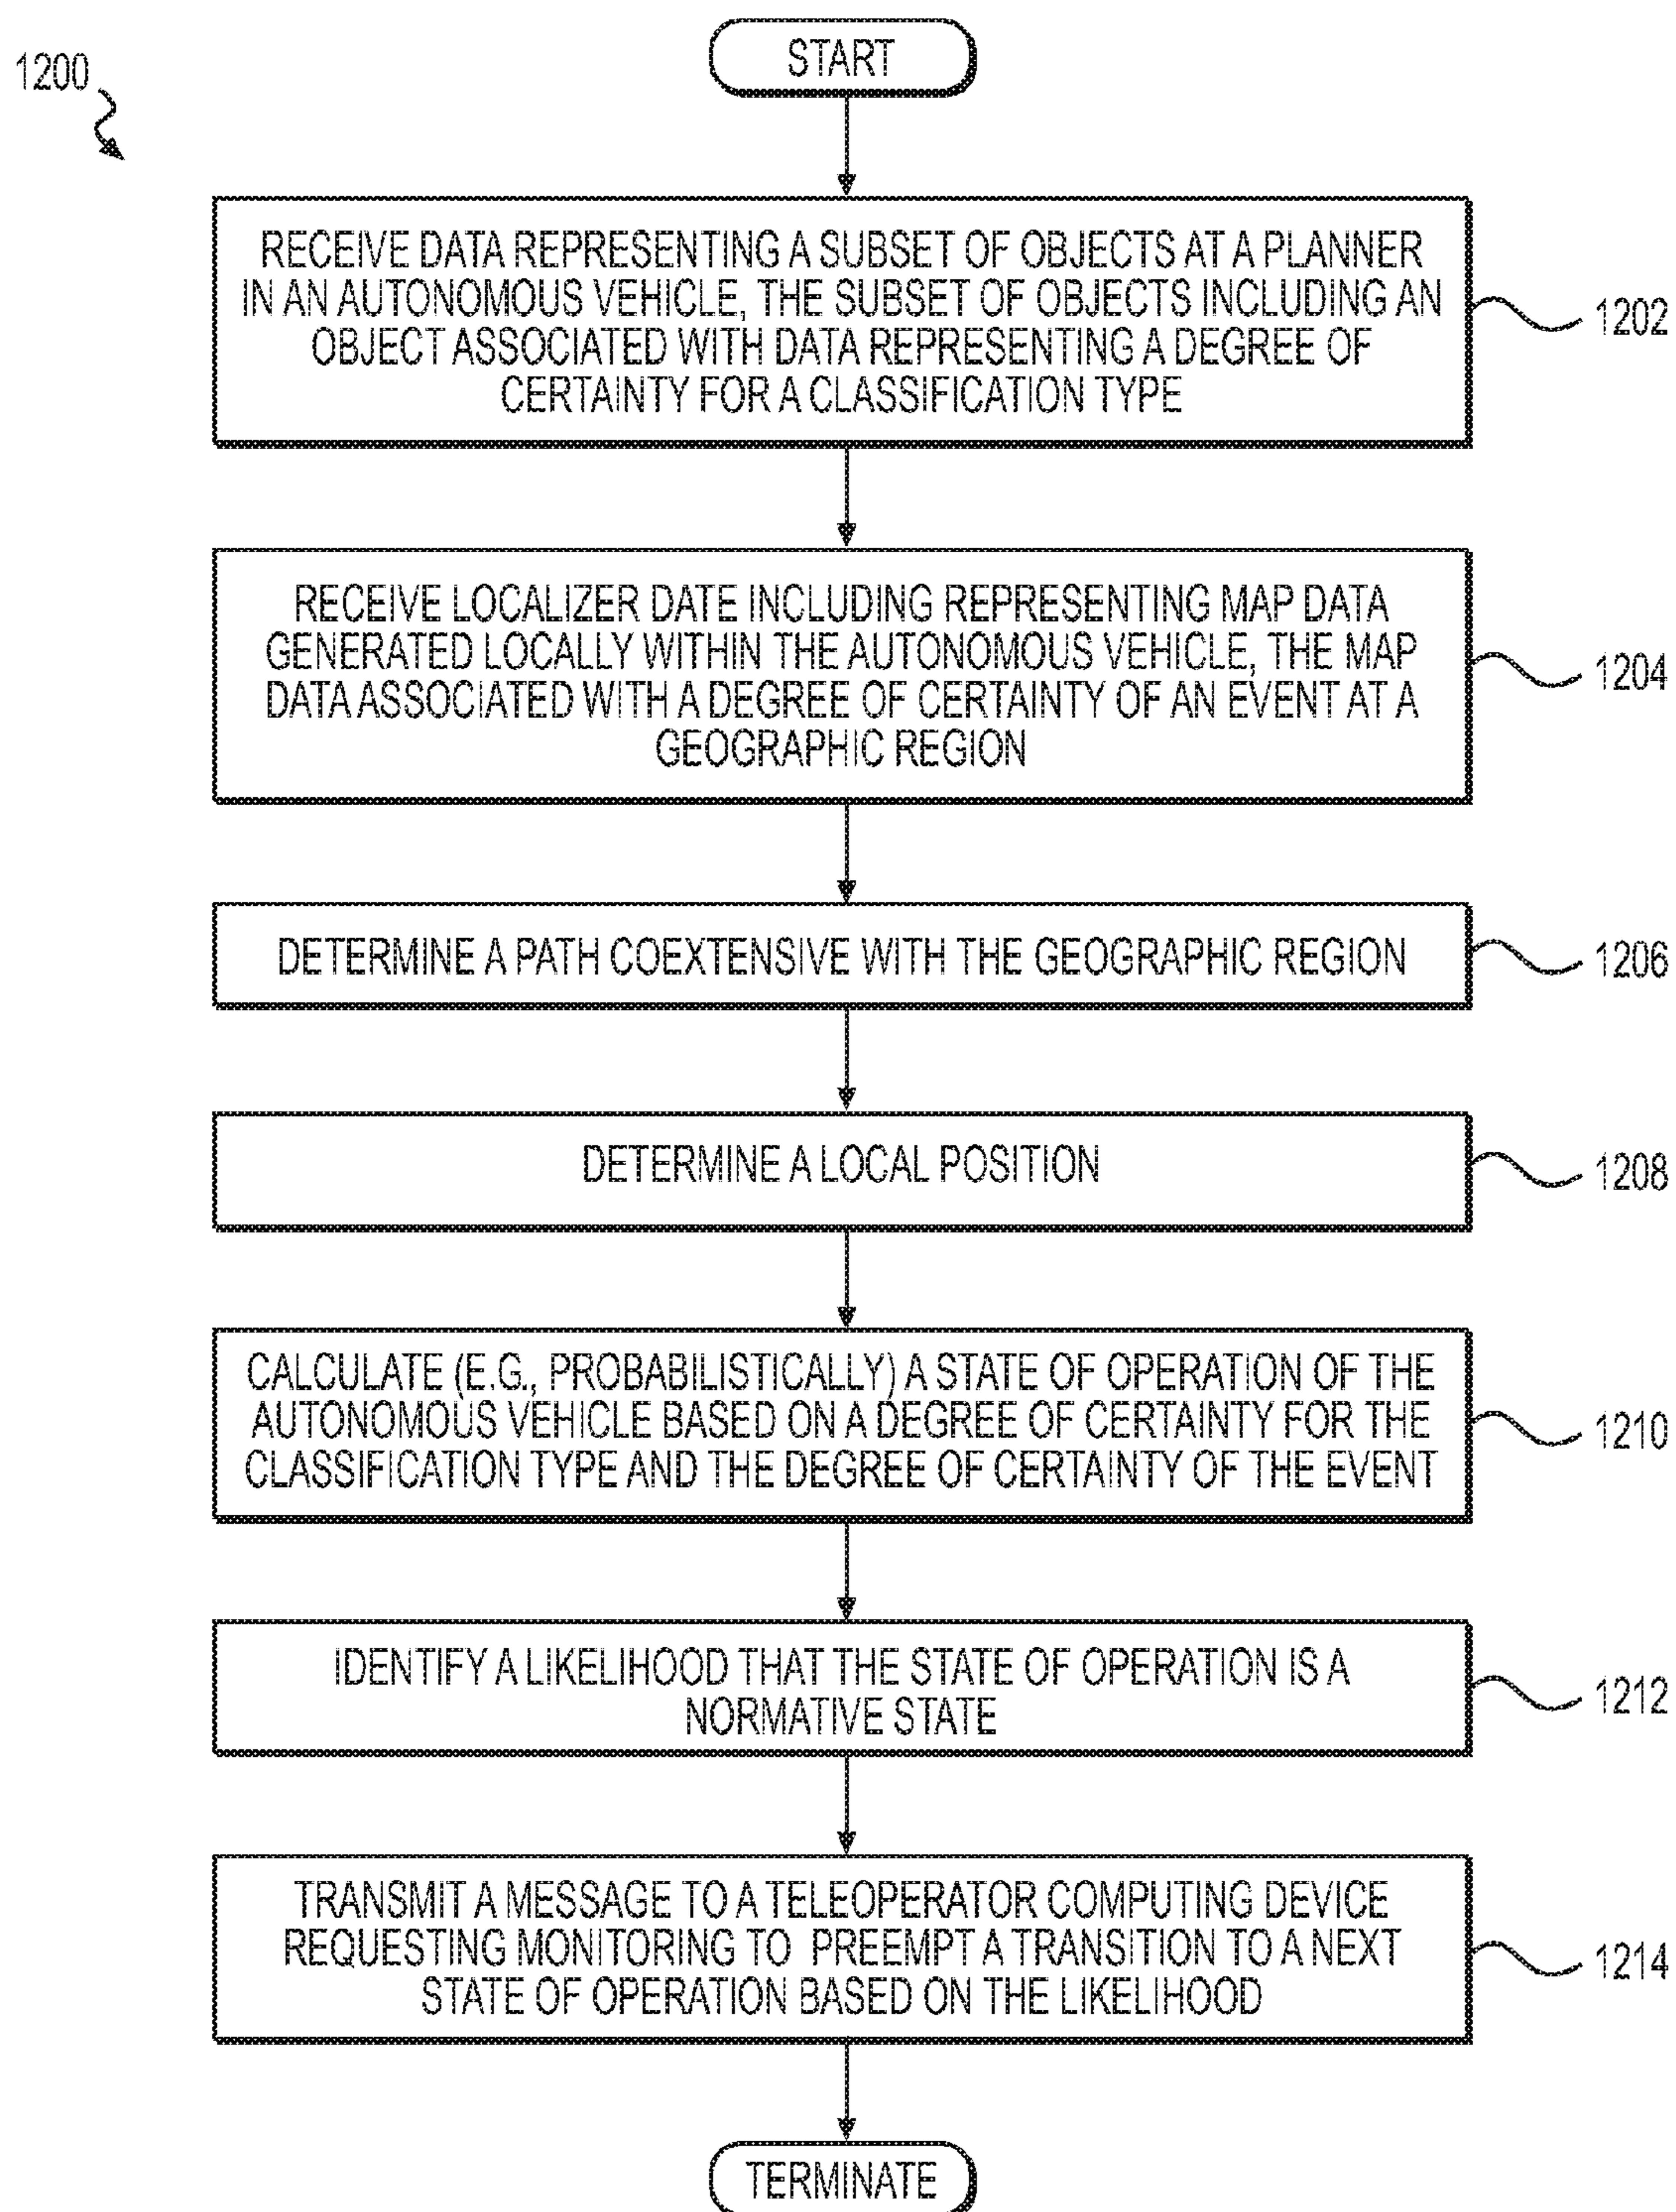 1200
START
RECEIVE DATA REPRESENTING A SUBSET OF OBJECTS AT A PLANNER
IN AN AUTONOMOUS VEHICLE, THE SUBSET OF OBJECTS INCLUDING AN
OBJECT ASSOCIATED WITH DATA REPRESENTING A DEGREE OF
CERTAINTY FOR A CLASSIFICATION TYPE
1202
RECEIVE LOCALIZER DATE INCLUDING REPRESENTING MAP DATA
GENERATED LOCALLY WITHIN THE AUTONOMOUS VEHICLE, THE MAP
DATA ASSOCIATED WITH A DEGREE OF CERTAINTY OF AN EVENT AT A
GEOGRAPHIC REGION
1204
DETERMINE A PATH COEXTENSIVE WITH THE GEOGRAPHIC REGION
1206
DETERMINE A LOCAL POSITION
1208
CALCULATE (E.G., PROBABILISTICALLY) A STATE OF OPERATION OF THE
AUTONOMOUS VEHICLE BASED ON A DEGREE OF CERTAINTY FOR THE
CLASSIFICATION TYPE AND THE DEGREE OF CERTAINTY OF THE EVENT
1210
IDENTIFY A LIKELIHOOD THAT THE STATE OF OPERATION IS A
NORMATIVE STATE
1212
TRANSMIT A MESSAGE TO A TELEOPERATOR COMPUTING DEVICE
REQUESTING MONITORING TO PREEMPT A TRANSITION TO A NEXT
STATE OF OPERATION BASED ON THE LIKELIHOOD
1214
TERMINATE